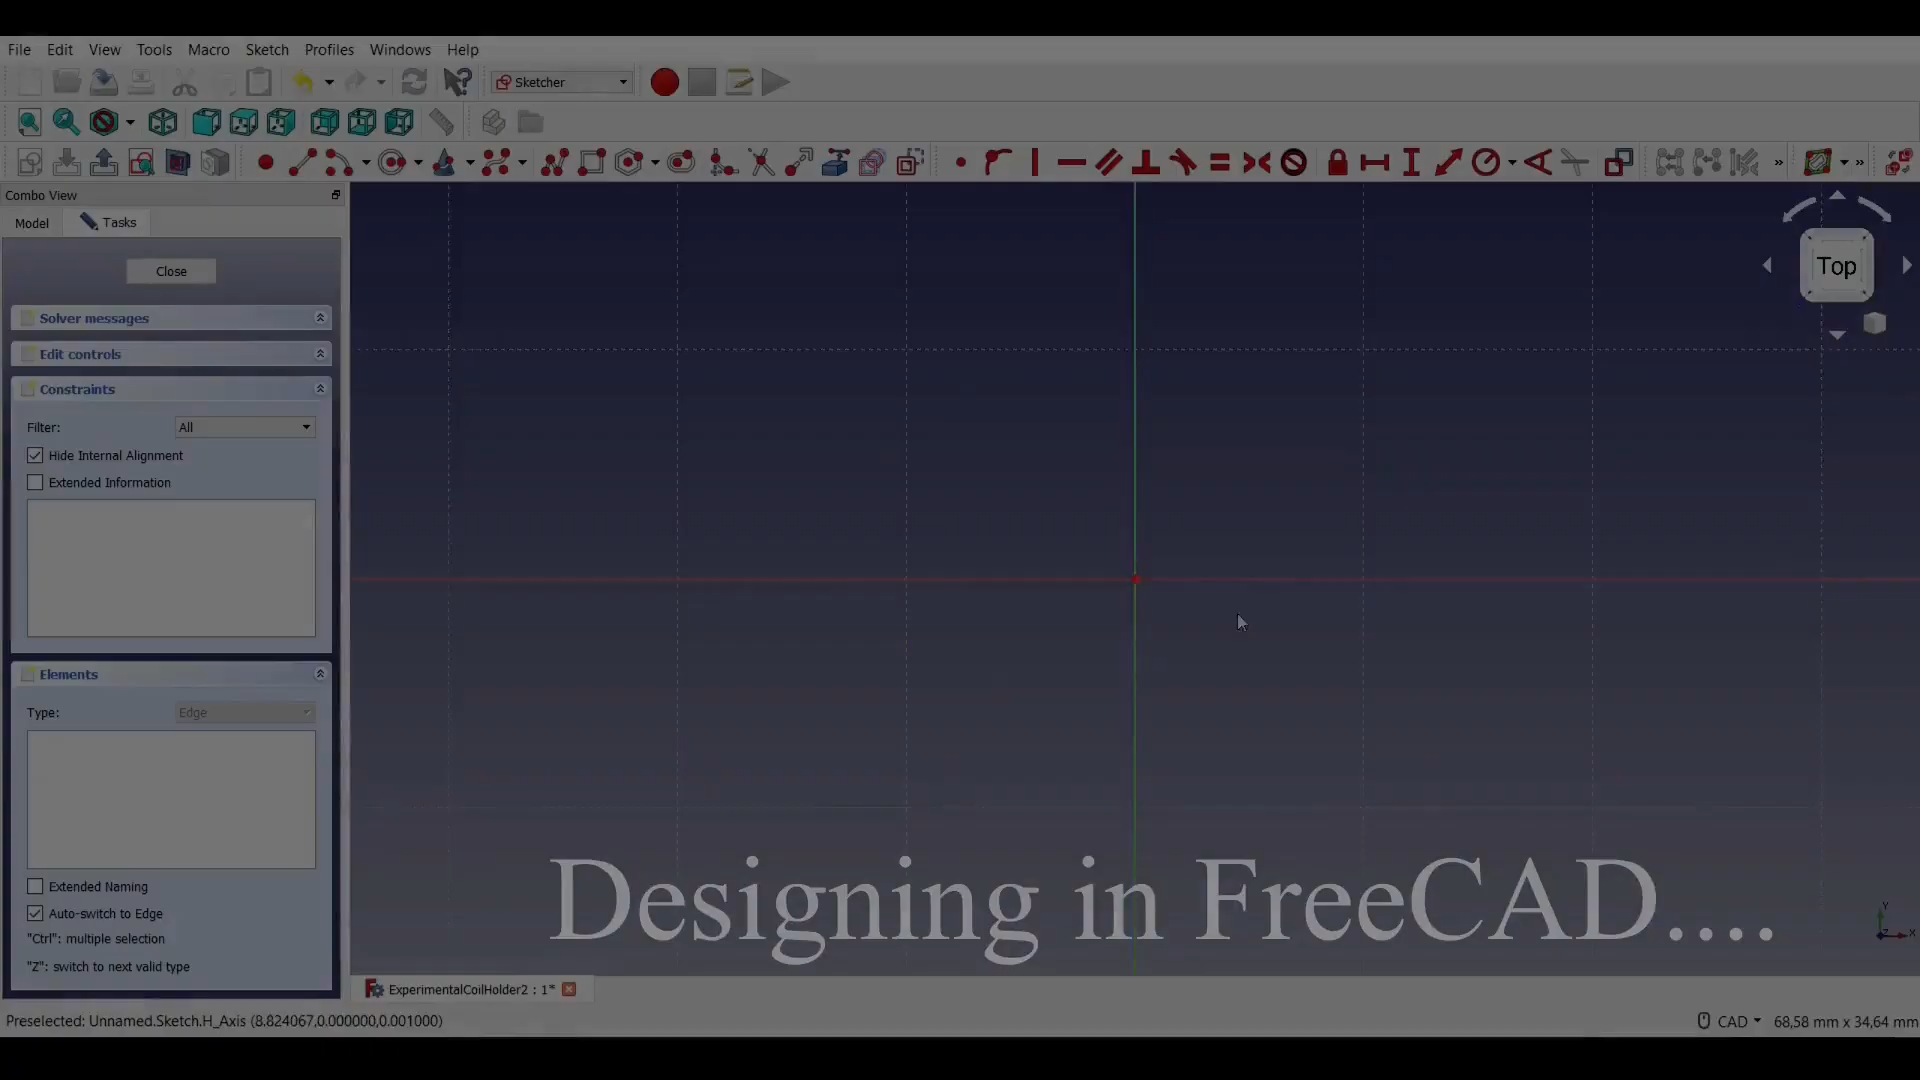 File Edit View Tools Macro Sketch Profiles Windows Help
Sketcher
Combo View
Model Tasks
Close
Solver messages
Edit controls
Constraints
Filter: All
Hide Internal Alignment
Extended Information
Elements
Type: Edge
Extended Naming
Auto-switch to Edge
"Ctrl": multiple selection
"Z": switch to next valid type
Top
Designing in FreeCAD....
Y
Z X
ExperimentalCoilHolder2 : 1*
Preselected: Unnamed.Sketch.H_Axis (8.824067,0.000000,0.001000)
CAD 68,58 mm x 34,64 mm